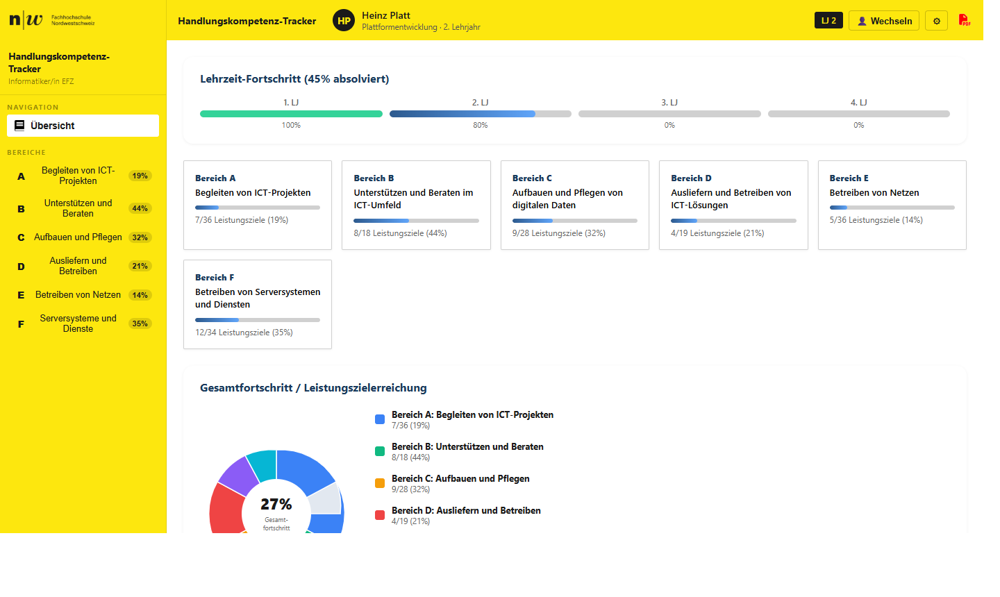 n|w Fachhochschule
Nordwestschweiz
Handlungskompetenz-
Tracker
Informatiker/in EFZ
NAVIGATION
Übersicht
BEREICHE
A Begleiten von ICT-
Projekten 19%
B Unterstützen und
Beraten 44%
C Aufbauen und Pflegen 32%
D Ausliefern und
Betreiben 21%
E Betreiben von Netzen 14%
F Serversysteme und
Dienste 35%
Handlungskompetenz-Tracker
HP
Heinz Platt
Plattformentwicklung · 2. Lehrjahr
LJ 2
Wechseln
PDF
Lehrzeit-Fortschritt (45% absolviert)
1. LJ 2. LJ 3. LJ 4. LJ
100% 80% 0% 0%
Bereich A
Begleiten von ICT-Projekten
7/36 Leistungsziele (19%)
Bereich B
Unterstützen und Beraten im
ICT-Umfeld
8/18 Leistungsziele (44%)
Bereich C
Aufbauen und Pflegen von
digitalen Daten
9/28 Leistungsziele (32%)
Bereich D
Ausliefern und Betreiben von
ICT-Lösungen
4/19 Leistungsziele (21%)
Bereich E
Betreiben von Netzen
5/36 Leistungsziele (14%)
Bereich F
Betreiben von Serversystemen
und Diensten
12/34 Leistungsziele (35%)
Gesamtfortschritt / Leistungszielerreichung
27%
Gesamt-
fortschritt
Bereich A: Begleiten von ICT-Projekten
7/36 (19%)
Bereich B: Unterstützen und Beraten
8/18 (44%)
Bereich C: Aufbauen und Pflegen
9/28 (32%)
Bereich D: Ausliefern und Betreiben
4/19 (21%)